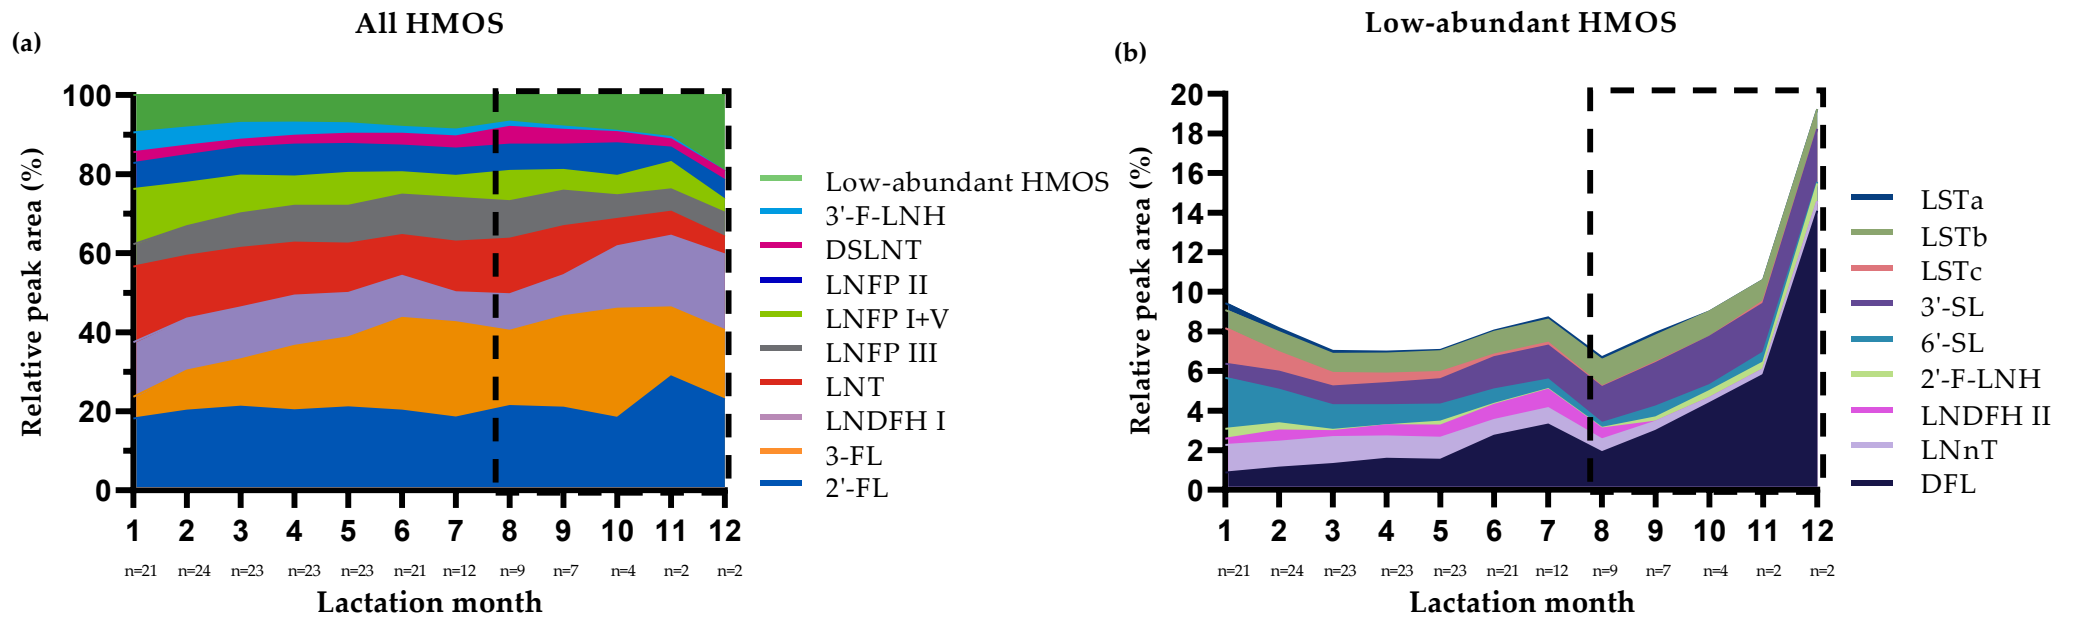 All HMOS
(a)
Relative peak area (%)
100
80
60
40
20
0
1 2 3 4 5 6 7 8 9 10 11 12
n=21 n=24 n=23 n=23 n=23 n=21 n=12 n=9 n=7 n=4 n=2 n=2
Lactation month
Low-abundant HMOS
3'-F-LNH
DSLNT
LNFP II
LNFP I+V
LNFP III
LNT
LNDFH I
3-FL
2'-FL
Low-abundant HMOS
(b)
Relative peak area (%)
20
18
16
14
12
10
8
6
4
2
0
1 2 3 4 5 6 7 8 9 10 11 12
n=21 n=24 n=23 n=23 n=23 n=21 n=12 n=9 n=7 n=4 n=2 n=2
Lactation month
LSTa
LSTb
LSTc
3'-SL
6'-SL
2'-F-LNH
LNDFH II
LNnT
DFL